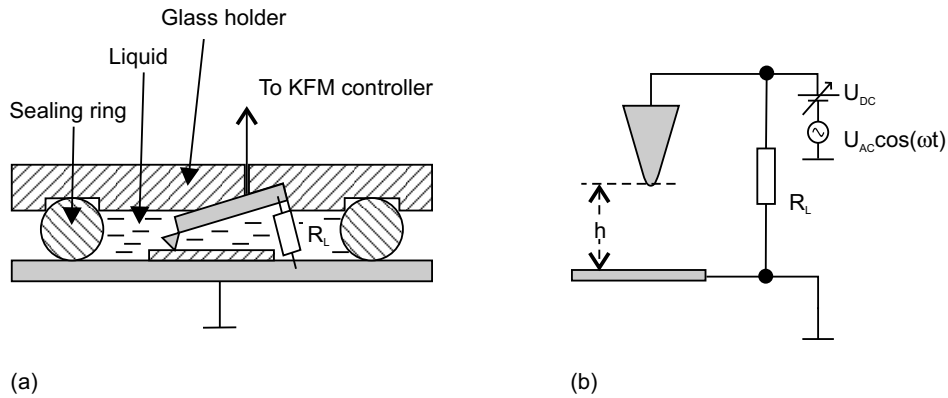 Glass holder
Liquid
To KFM controller
Sealing ring
R_L
(a)
U_DC
U_AC cos(ωt)
R_L
h
(b)